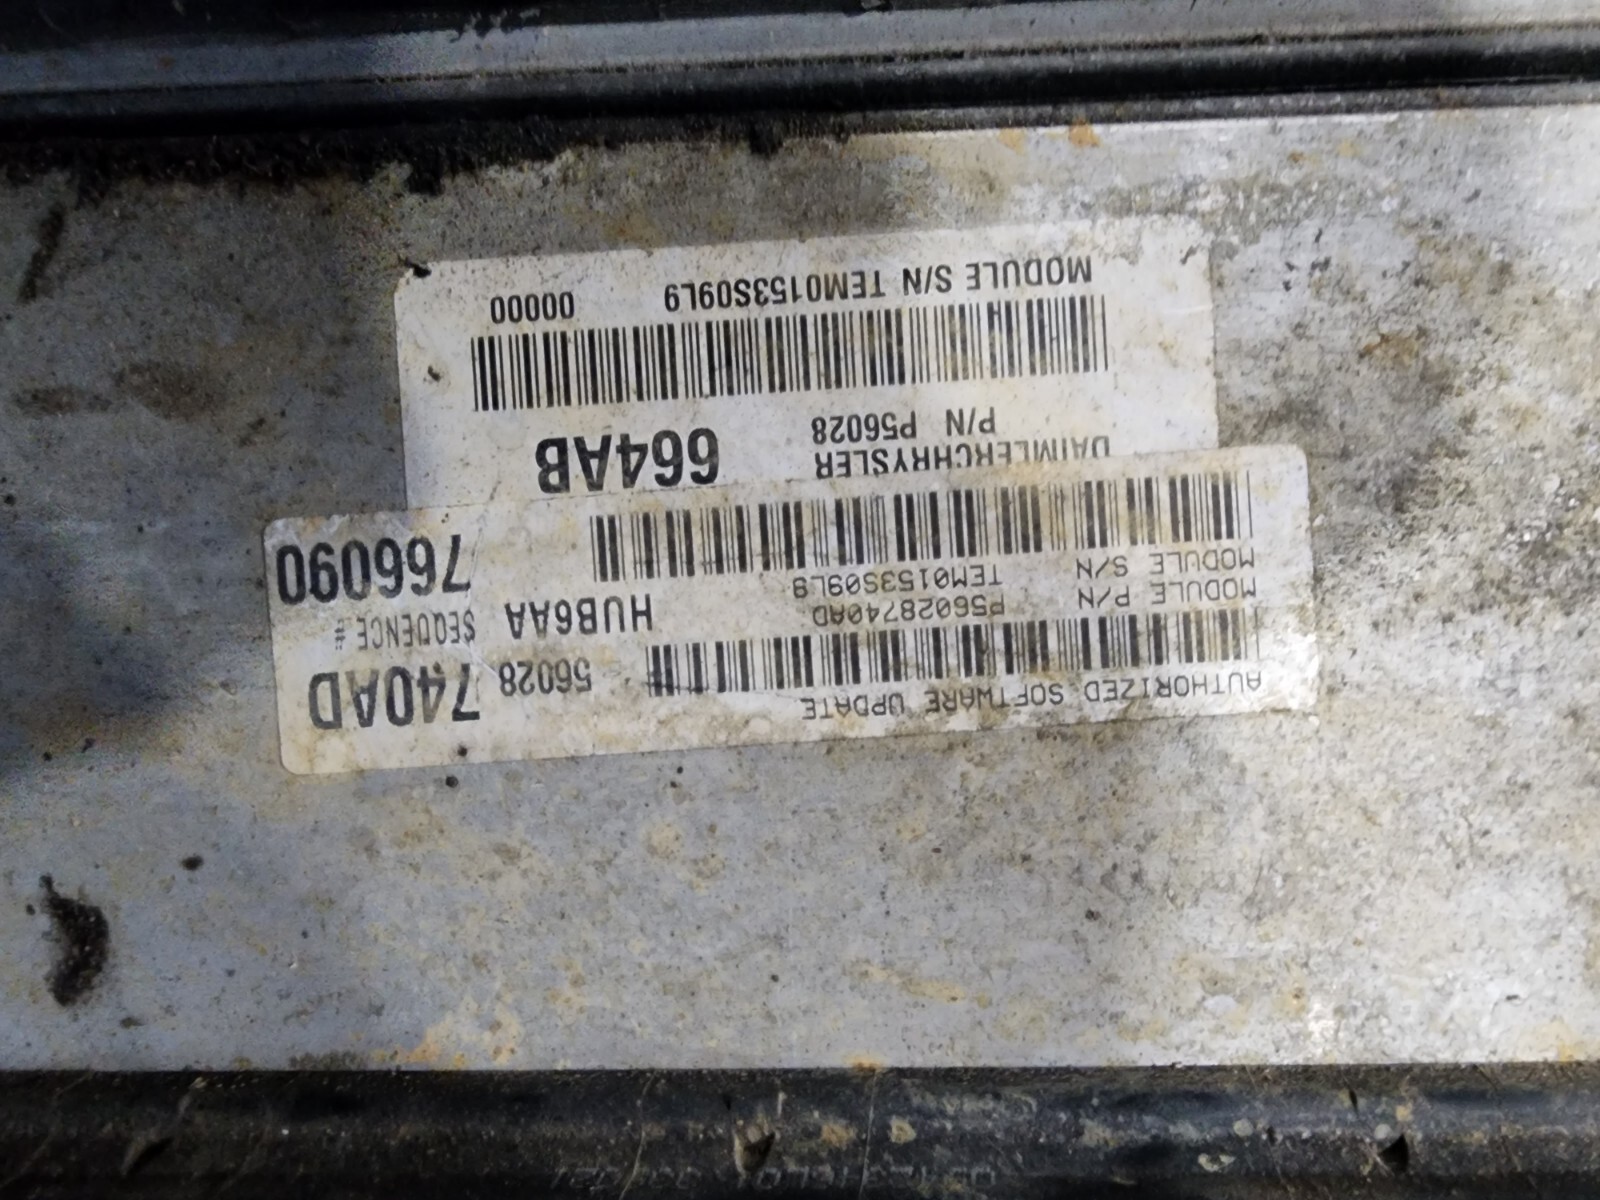 AUTHORIZED SOFTWARE UPDATE
56028 740AD
MODULE P/N P56028740AD
MODULE S/N TEM0153S09L9
HUB6AA SEQUENCE #
766090
DAIMLERCHRYSLER
P/N P56028 664AB
MODULE S/N TEM0153S09L9 00000